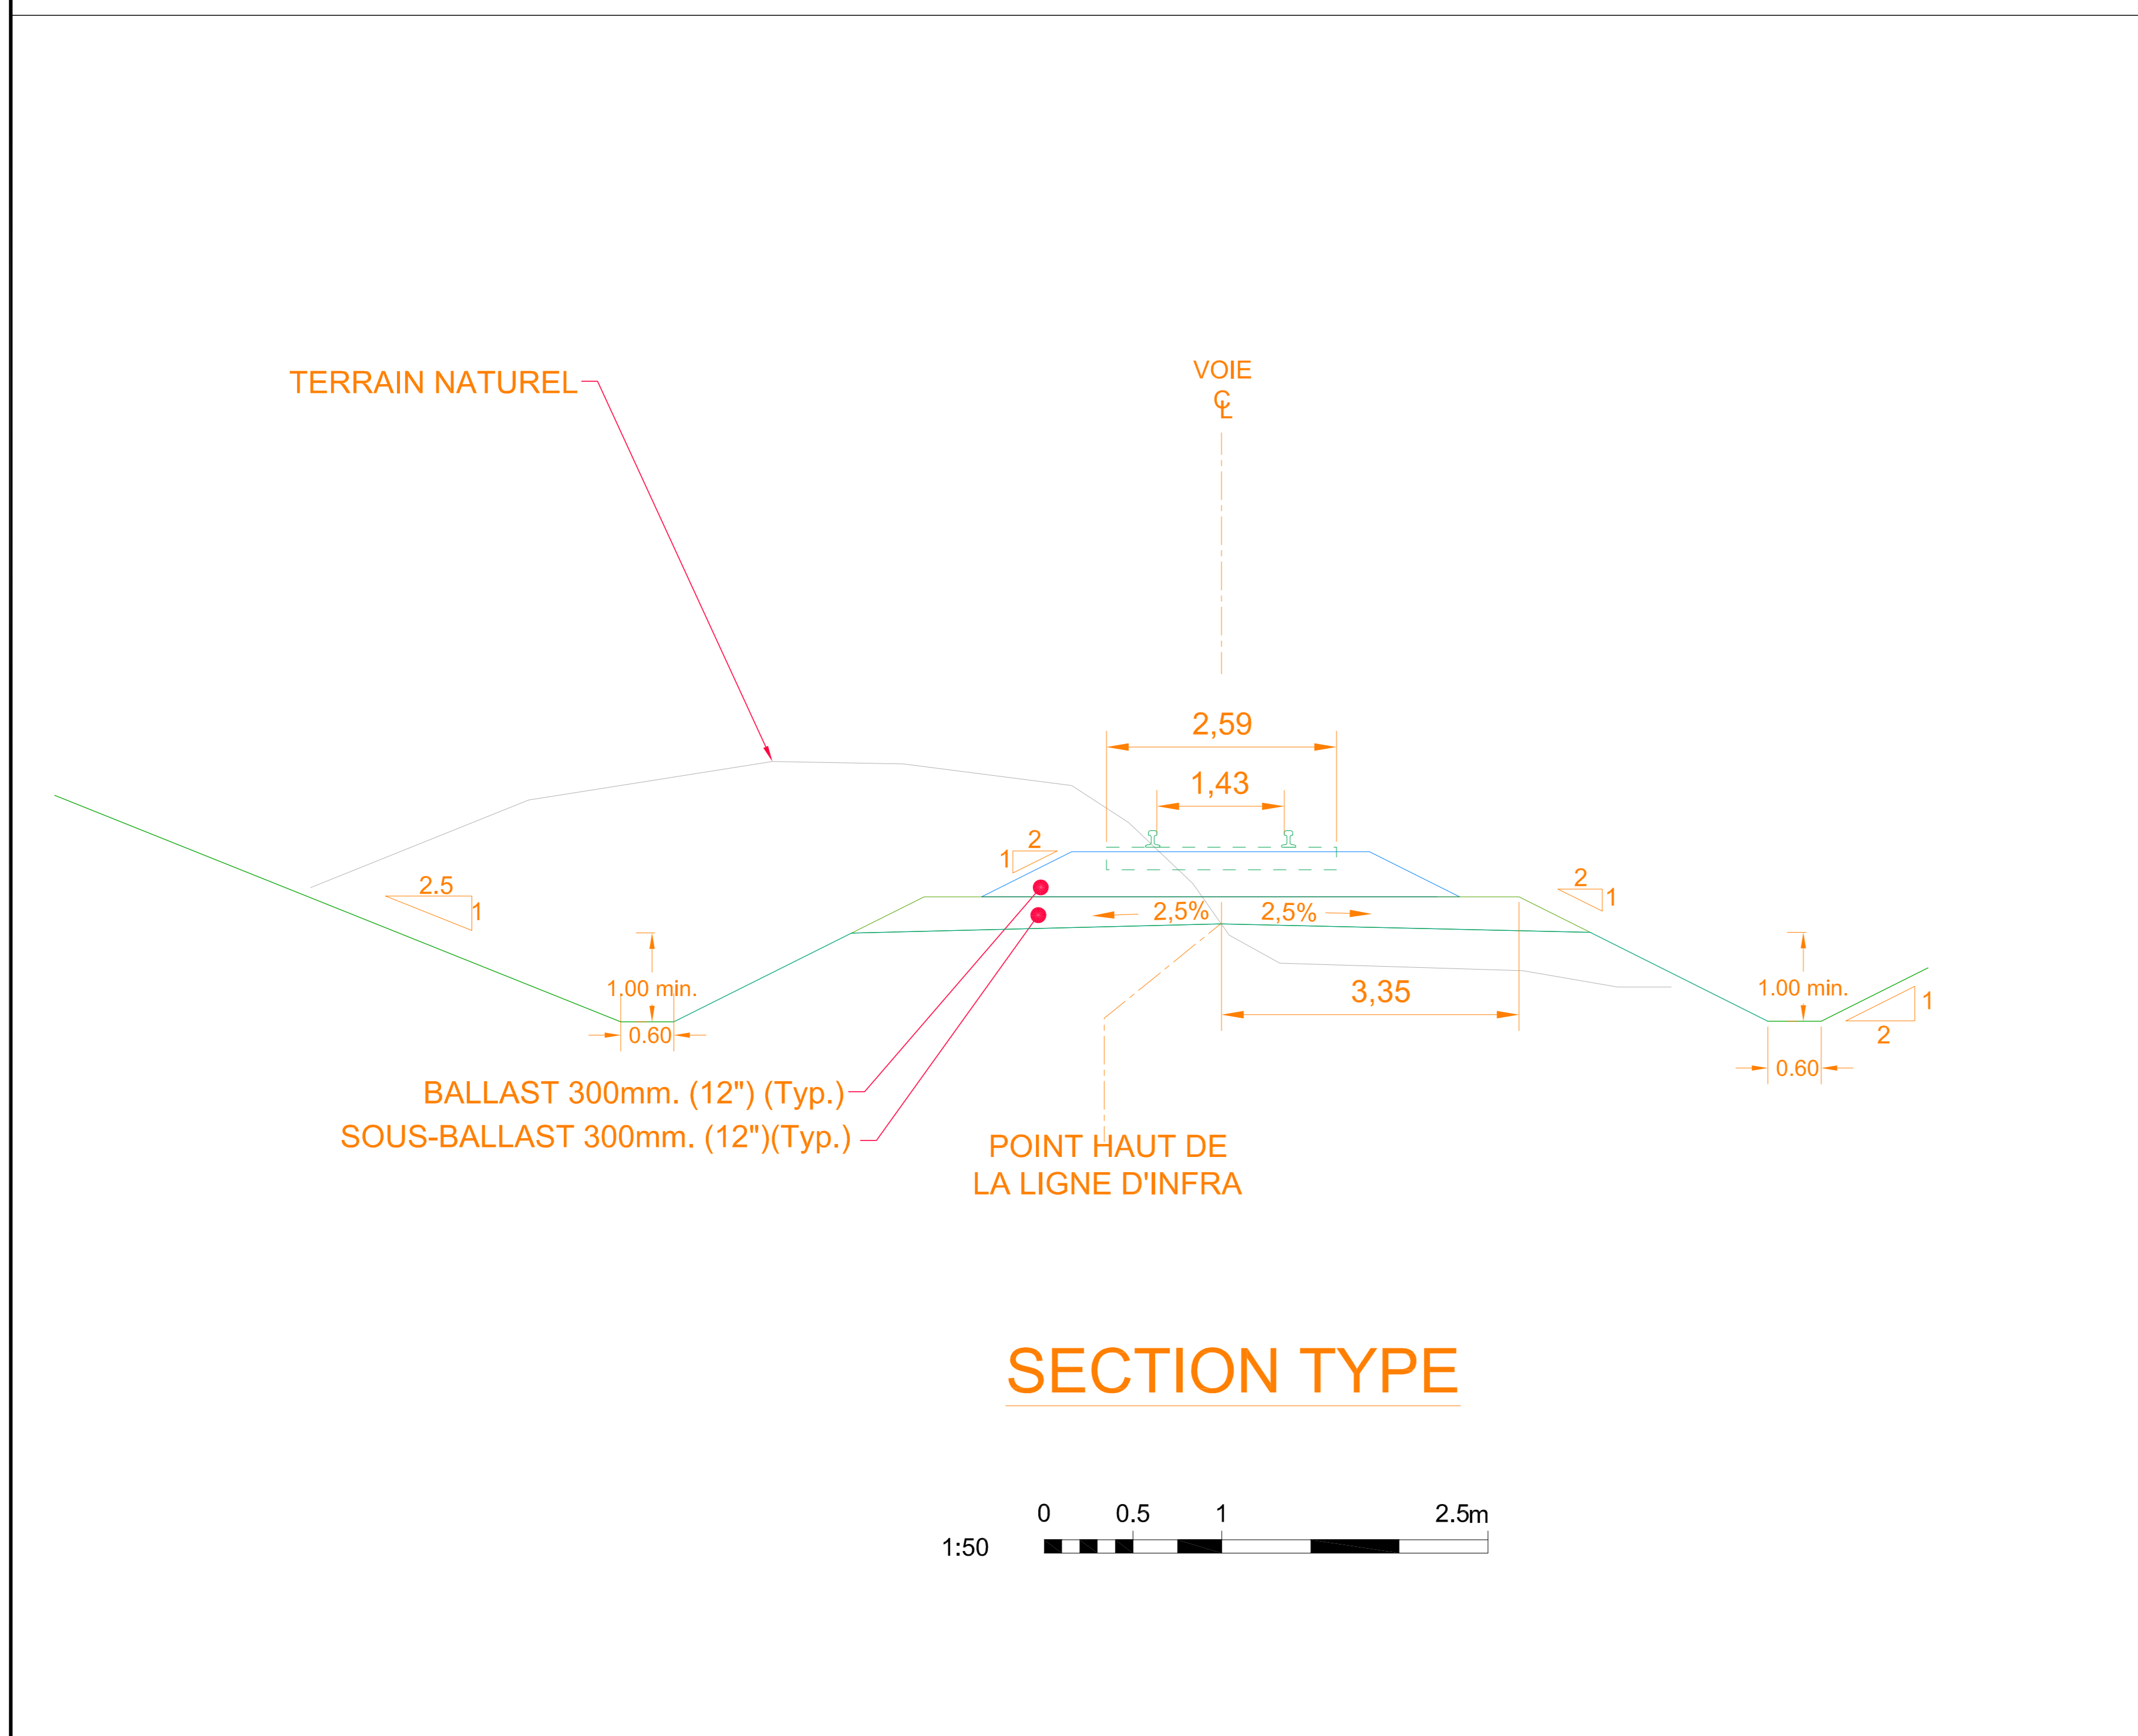 TERRAIN NATUREL
VOIE
℄
2,59
1,43
2
1
2.5
1
2
1
2,5%
2,5%
1.00 min.
1.00 min.
3,35
1
2
0.60
0.60
BALLAST 300mm. (12") (Typ.)
SOUS-BALLAST 300mm. (12")(Typ.)
POINT HAUT DE
LA LIGNE D'INFRA
SECTION TYPE
0 0.5 1 2.5m
1:50